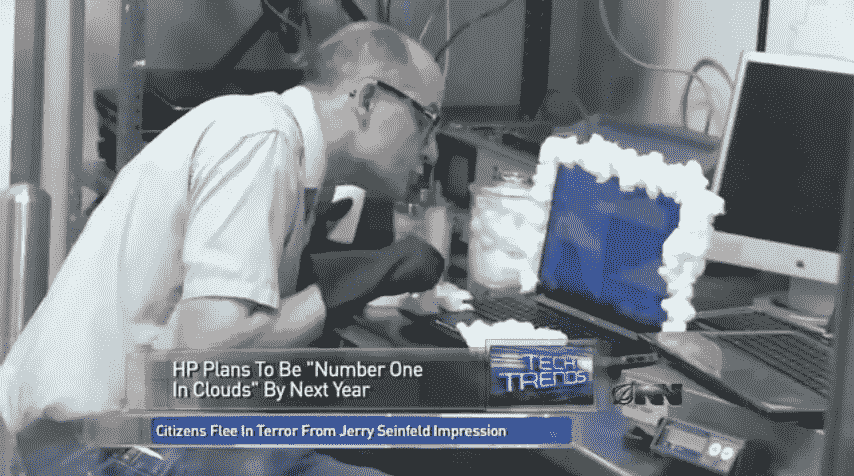 HP Plans To Be "Number One
In Clouds" By Next Year
TECH
TRENDS
ONN
Citizens Flee In Terror From Jerry Seinfeld Impression